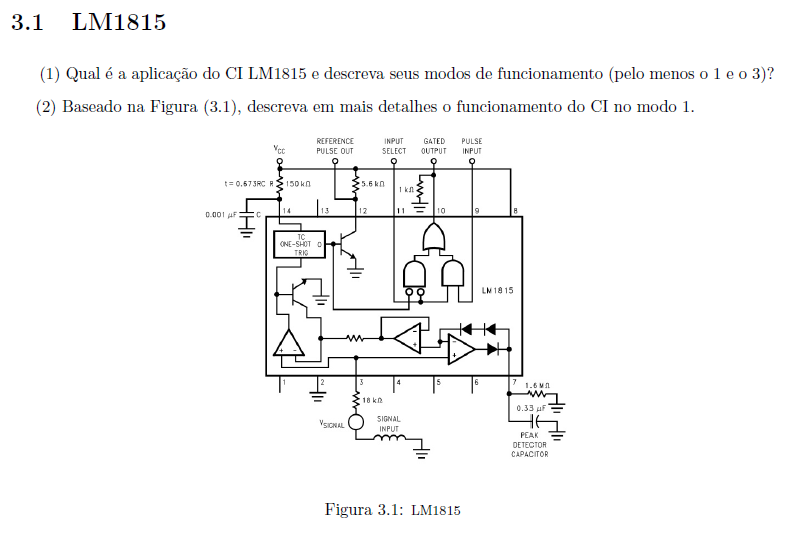 3.1 LM1815
(1) Qual é a aplicação do CI LM1815 e descreva seus modos de funcionamento (pelo menos o 1 e o 3)?
(2) Baseado na Figura (3.1), descreva em mais detalhes o funcionamento do CI no modo 1.
REFERENCE INPUT GATED PULSE
VCC PULSE OUT SELECT OUTPUT INPUT
t = 0.673RC R 150 kΩ 5.6 kΩ 1 kΩ
0.001 µF C 14 13 12 11 10 9 8
TC
ONE-SHOT O
TRIG
LM1815
+ -
- +
- +
1 2 3 4 5 6 7
1.6 MΩ
18 kΩ
0.33 µF
VSIGNAL
SIGNAL
INPUT
PEAK
DETECTOR
CAPACITOR
Figura 3.1: LM1815